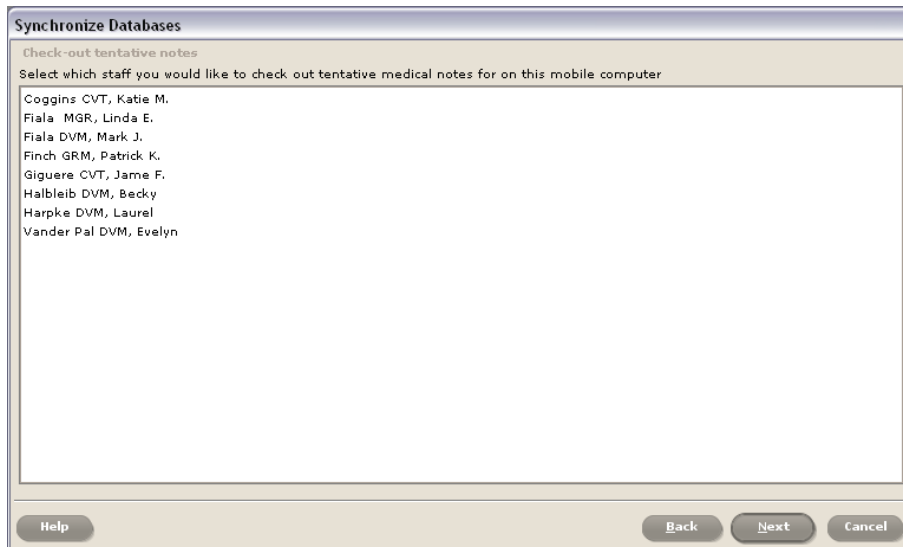 Synchronize Databases
Check-out tentative notes
Select which staff you would like to check out tentative medical notes for on this mobile computer
Coggins CVT, Katie M.
Fiala  MGR, Linda E.
Fiala DVM, Mark J.
Finch GRM, Patrick K.
Giguere CVT, Jame F.
Halbleib DVM, Becky
Harpke DVM, Laurel
Vander Pal DVM, Evelyn
Help
Back
Next
Cancel